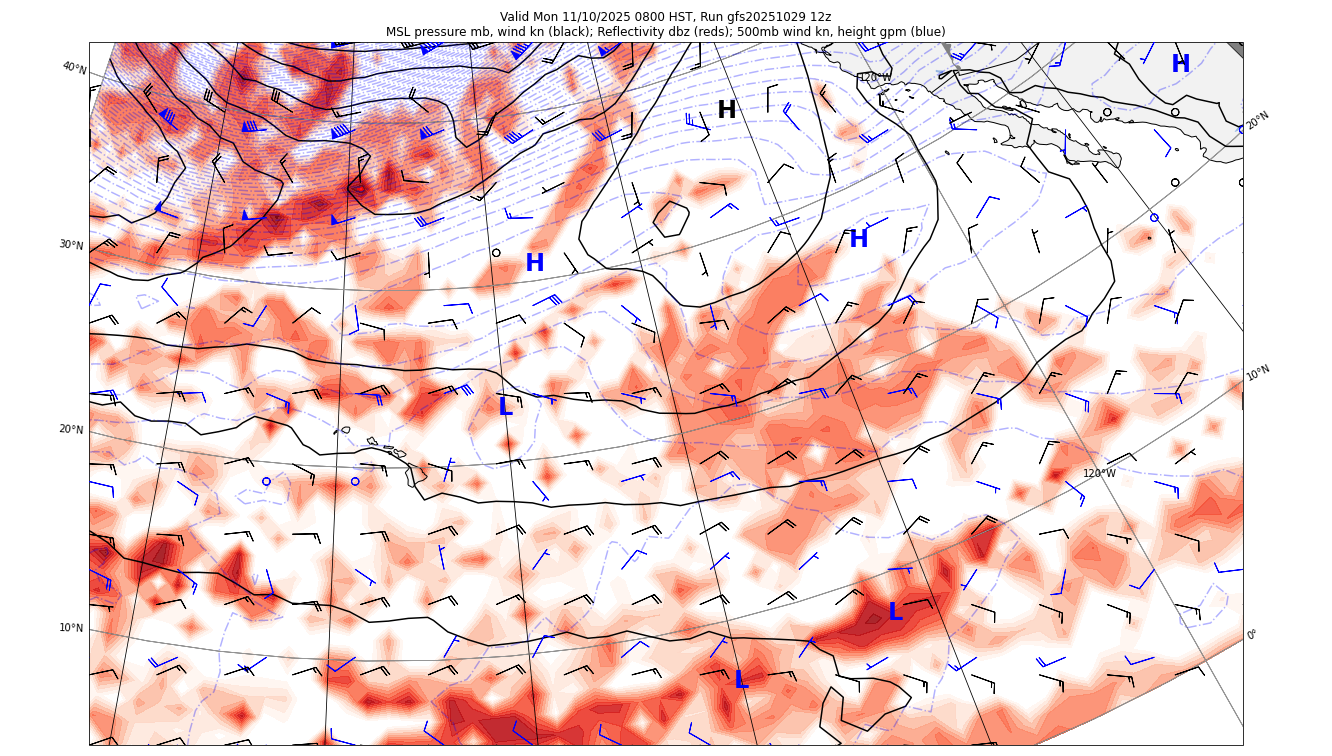 Valid Mon 11/10/2025 0800 HST, Run gfs20251029 12z
MSL pressure mb, wind kn (black); Reflectivity dbz (reds); 500mb wind kn, height gpm (blue)
40°N
120°W
H
H
20°N
30°N
H
H
10°N
20°N
L
120°W
10°N
L
0°
L